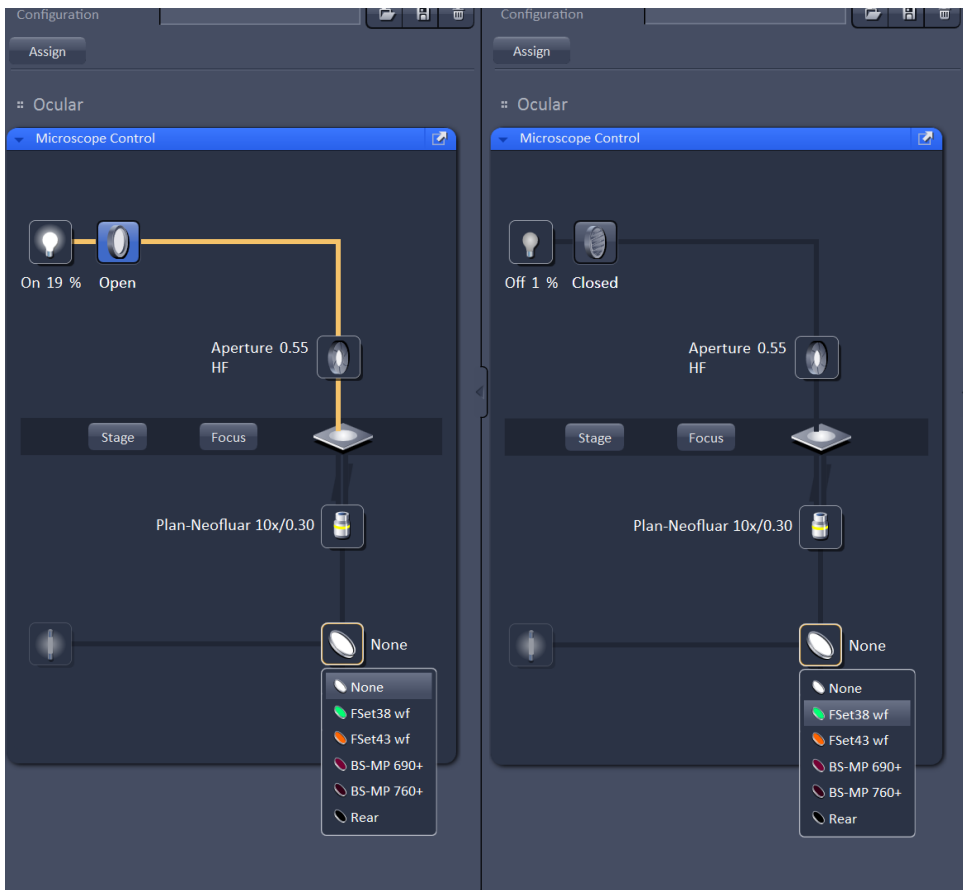 Configuration
Assign
Ocular
Microscope Control
On 19 % Open
Aperture 0.55
HF
Stage Focus
Plan-Neofluar 10x/0.30
None
None
FSet38 wf
FSet43 wf
BS-MP 690+
BS-MP 760+
Rear
Configuration
Assign
Ocular
Microscope Control
Off 1 % Closed
Aperture 0.55
HF
Stage Focus
Plan-Neofluar 10x/0.30
None
None
FSet38 wf
FSet43 wf
BS-MP 690+
BS-MP 760+
Rear